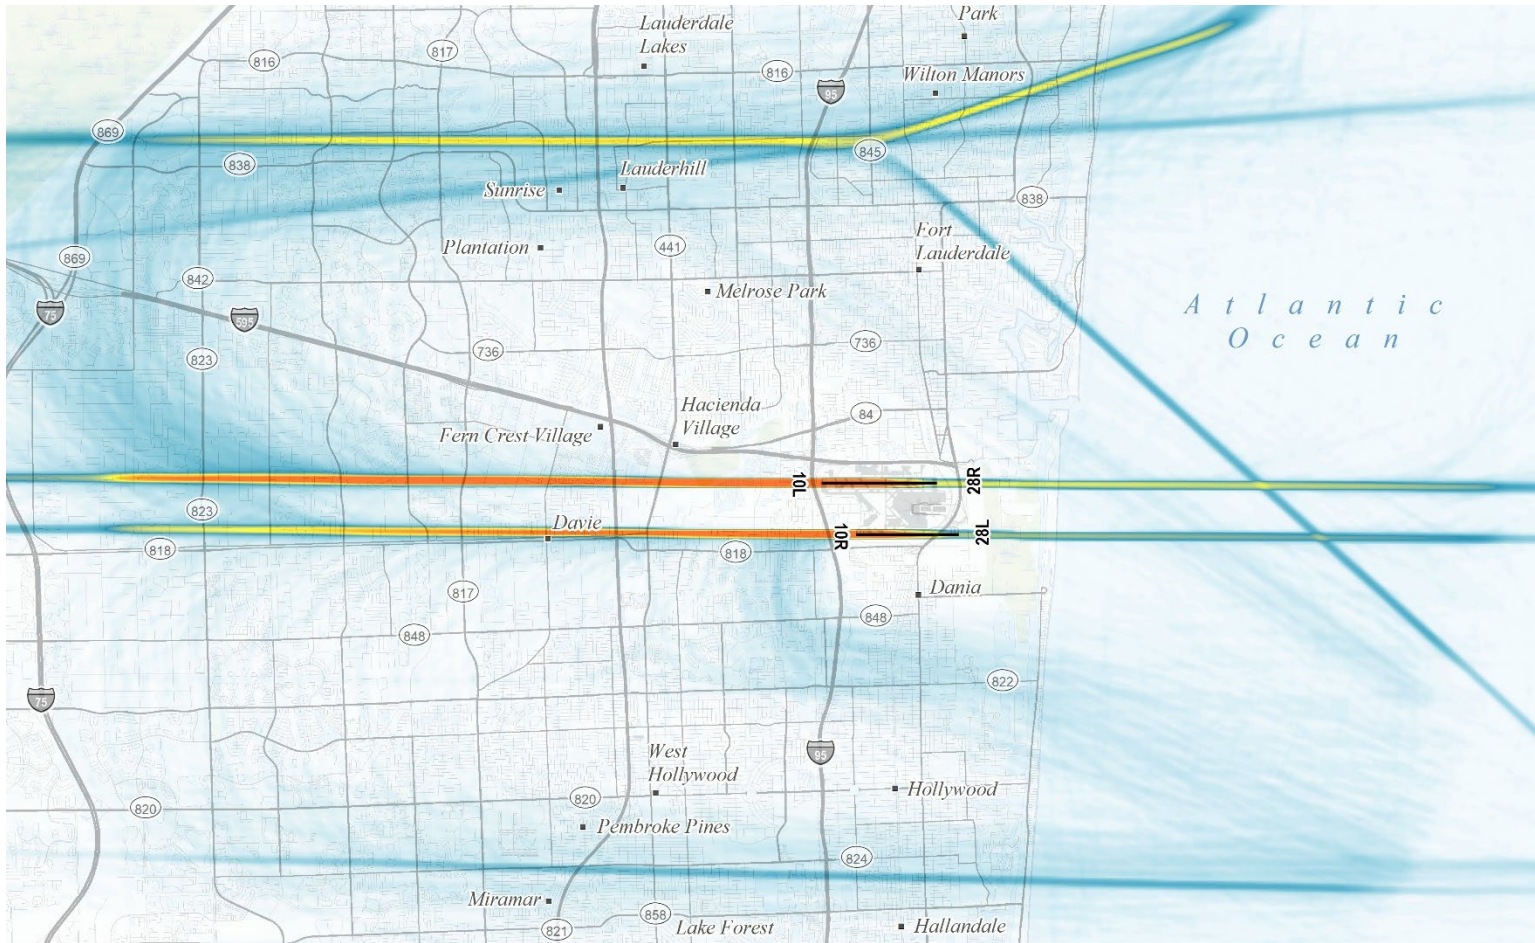 Park
Lauderdale
Lakes
817
816
816
Wilton Manors
95
869
845
838
Lauderhill
Sunrise
838
Fort
Lauderdale
441
Plantation
869
842
Melrose Park
Atlantic
Ocean
75
595
736
736
823
Hacienda
Village
84
Fern Crest Village
10L
28R
823
Davie
10R
28L
818
818
Dania
817
848
848
822
75
West
Hollywood
95
Hollywood
820
820
Pembroke Pines
824
Miramar
858
Lake Forest
Hallandale
821